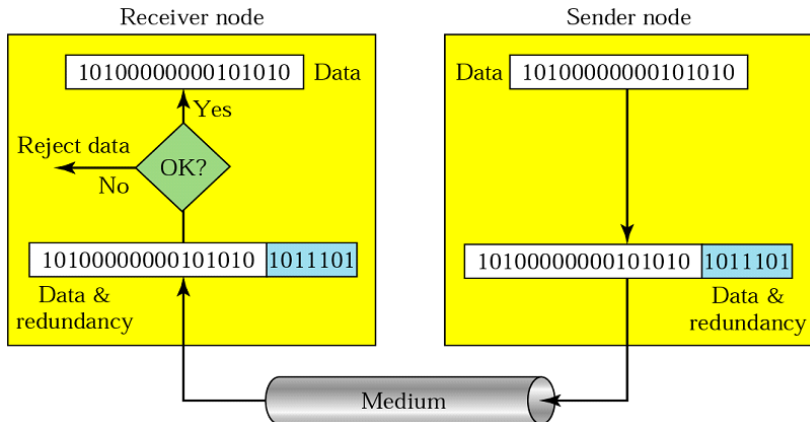 Receiver node
10100000000101010 Data
Yes
Reject data
OK?
No
10100000000101010 1011101
Data &
redundancy
Sender node
Data 10100000000101010
10100000000101010 1011101
Data &
redundancy
Medium